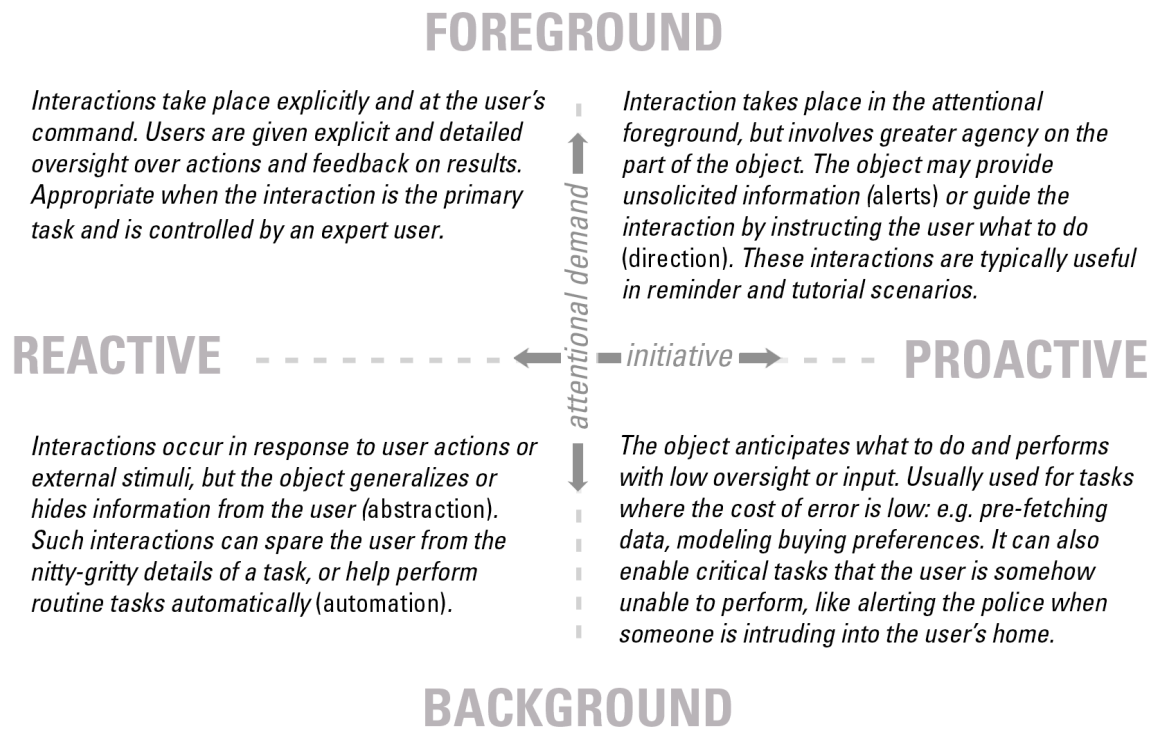 FOREGROUND
Interactions take place explicitly and at the user's
command. Users are given explicit and detailed
oversight over actions and feedback on results.
Appropriate when the interaction is the primary
task and is controlled by an expert user.
Interaction takes place in the attentional
foreground, but involves greater agency on the
part of the object. The object may provide
unsolicited information (alerts) or guide the
interaction by instructing the user what to do
(direction). These interactions are typically useful
in reminder and tutorial scenarios.
attentional demand
REACTIVE
initiative
PROACTIVE
Interactions occur in response to user actions or
external stimuli, but the object generalizes or
hides information from the user (abstraction).
Such interactions can spare the user from the
nitty-gritty details of a task, or help perform
routine tasks automatically (automation).
The object anticipates what to do and performs
with low oversight or input. Usually used for tasks
where the cost of error is low: e.g. pre-fetching
data, modeling buying preferences. It can also
enable critical tasks that the user is somehow
unable to perform, like alerting the police when
someone is intruding into the user's home.
BACKGROUND